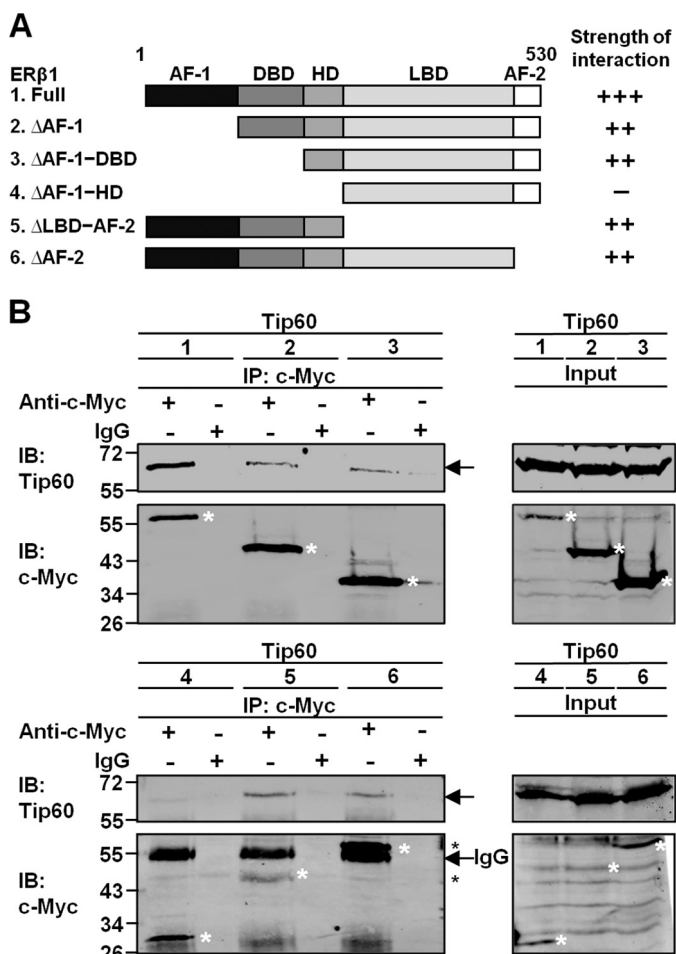 A
1
530
Strength of
interaction
ERβ1
AF-1 DBD HD LBD AF-2
1. Full +++
2. ΔAF-1 ++
3. ΔAF-1−DBD ++
4. ΔAF-1−HD −
5. ΔLBD−AF-2 ++
6. ΔAF-2 ++
B
Tip60
1 2 3
IP: c-Myc
Anti-c-Myc + - + - + -
IgG - + - + - +
IB:
Tip60
72
55
IB:
c-Myc
55
43
34
26
* * *
Tip60
1 2 3
Input
* * *
Tip60
4 5 6
IP: c-Myc
Anti-c-Myc + - + - + -
IgG - + - + - +
IB:
Tip60
72
55
IB:
c-Myc
55
43
34
26
* * *
*
IgG
*
Tip60
4 5 6
Input
* * *